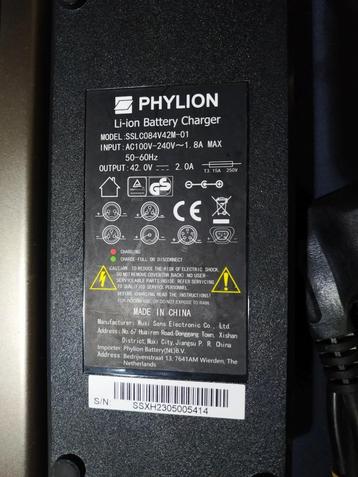 PHYLION
Li-ion Battery Charger
MODEL:SSLC084V42M-01
INPUT:AC100V-240V~1.8A MAX
50-60Hz
OUTPUT:42.0V⎓ 2.0A
T3.15A 250V
CHARGING
CHARGE-FULL OR DISCONNECT
CAUTION: TO REDUCE THE RISK OF ELECTRIC SHOCK,
DO NOT REMOVE COVER(OR BACK) NO USER-
SERVICEABLE PARTS INSIDE.REFER SERVICING
TO QUALIFIED SERVICE PERSONNEL.
BEFORE CHARGING READ THE INSTRUCTIONS!
FOR INDOOR USE, OR DO NOT EXPOSE TO RAIN.
MADE IN CHINA
Manufacturer: Wuxi Sans Electronic Co., Ltd
Address: No.67 Huiren Road Donggang Town, Xishan
District, Wuxi City, Jiangsu P. R. China
Importer: Phylion Battery(NL)B.V.
Address: Bedrijvenstraat 13, 7641AM Wierden, The
Netherlands
S/N: SSXH2305005414